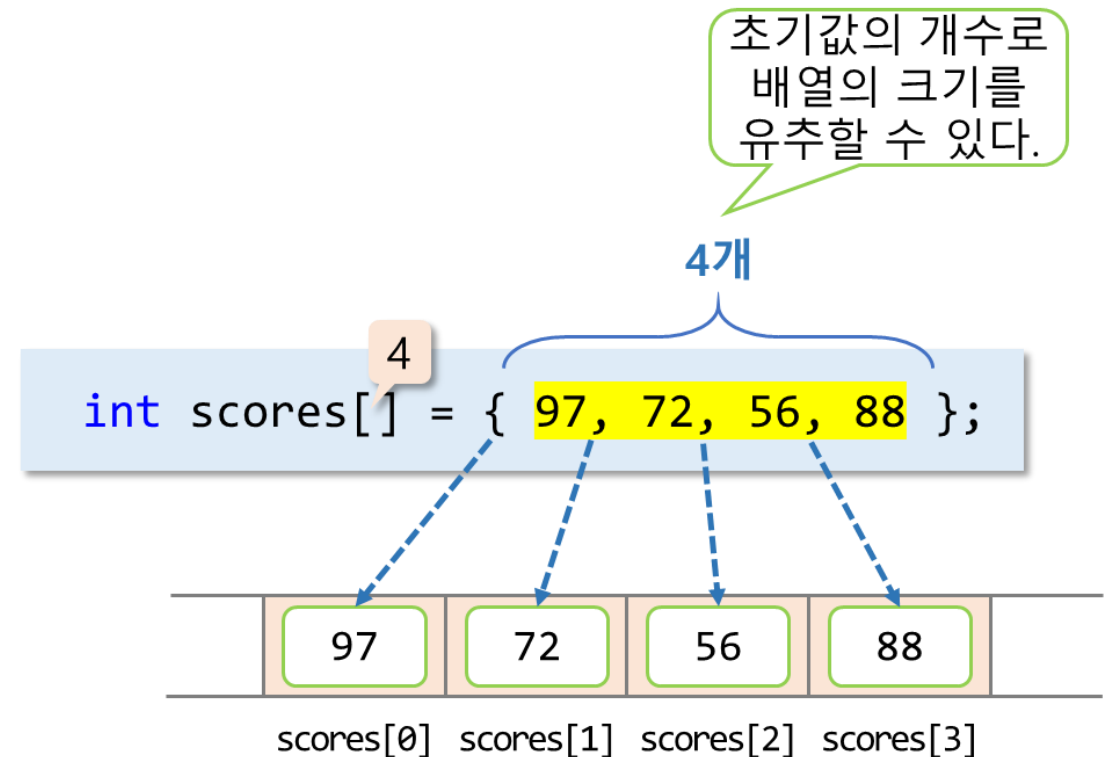 초기값의 개수로
배열의 크기를
유추할 수 있다.
4개
4
int scores[] = { 97, 72, 56, 88 };
97 72 56 88
scores[0] scores[1] scores[2] scores[3]